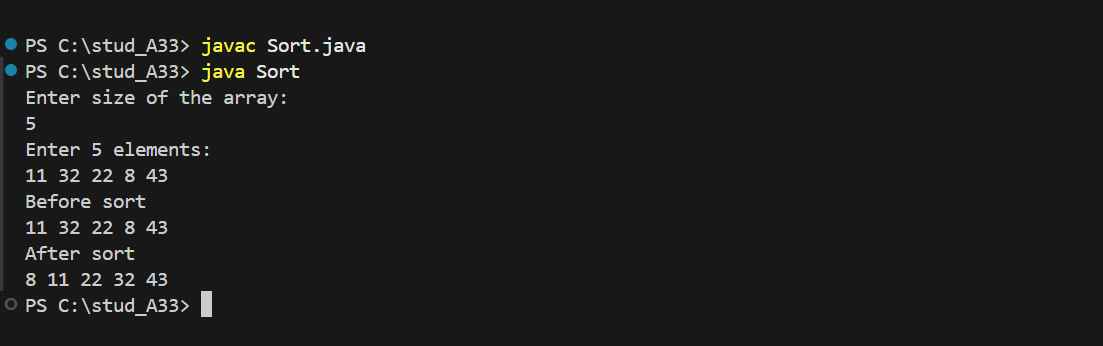 PS C:\stud_A33> javac Sort.java
PS C:\stud_A33> java Sort
Enter size of the array:
5
Enter 5 elements:
11 32 22 8 43
Before sort
11 32 22 8 43
After sort
8 11 22 32 43
PS C:\stud_A33>